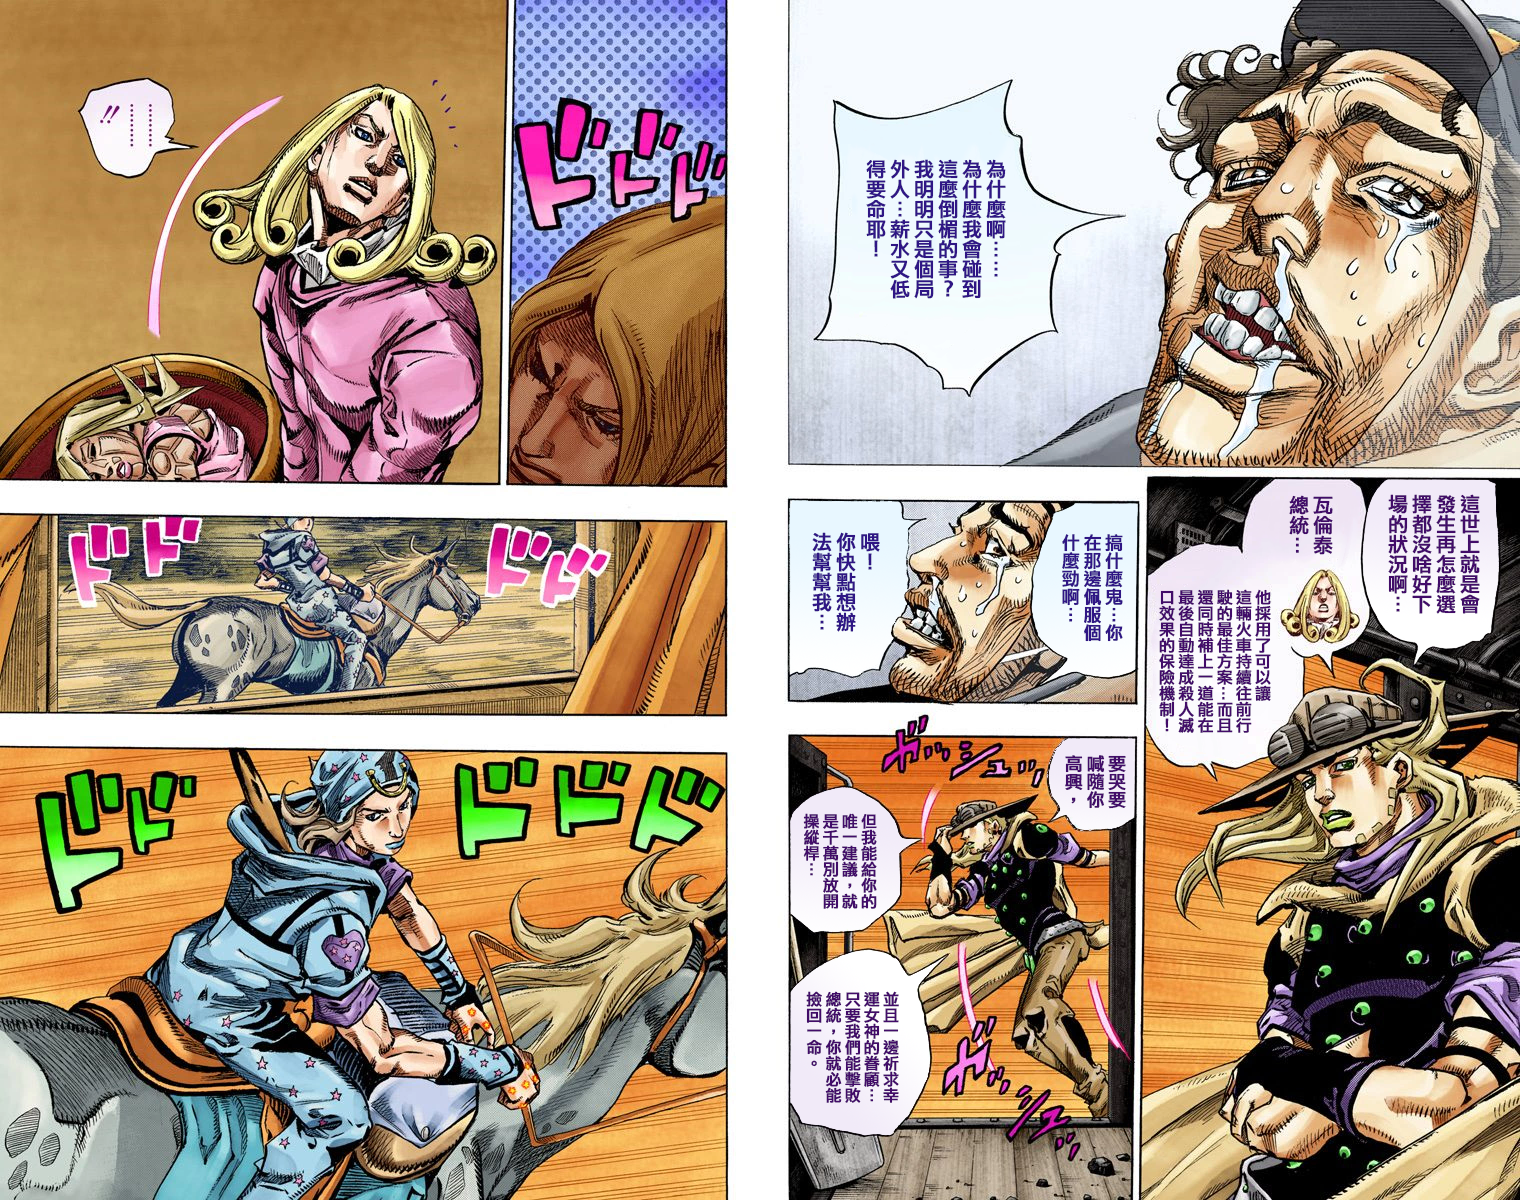 為什麼啊……
為什麼我會碰到
這麼倒楣的事？
我明明只是個局
外人…薪水又低
得要命耶！
這世上就是會
發生再怎麼選
擇都沒啥好下
場的狀況啊…
瓦倫泰
總統…
他採用了可以讓
這輛火車持續往前行
駛的最佳方案…而且
還同時補上一道能在
最後自動達成殺人滅
口效果的保險機制！
搞什麼鬼…你
在那邊佩服個
什麼勁啊…
喂！
你快點想辦
法幫幫我…
要哭要
喊隨你
高興，
但我能給你的
唯一建議，就
是千萬別放開
操縱桿…
並且一邊祈求幸
運女神的眷顧…
只要我們能擊敗
總統，你就必能
撿回一命。
ガッシュッ
ガッシュッ
ドドド
……!!
ドド
ドド
ドドド
ドド